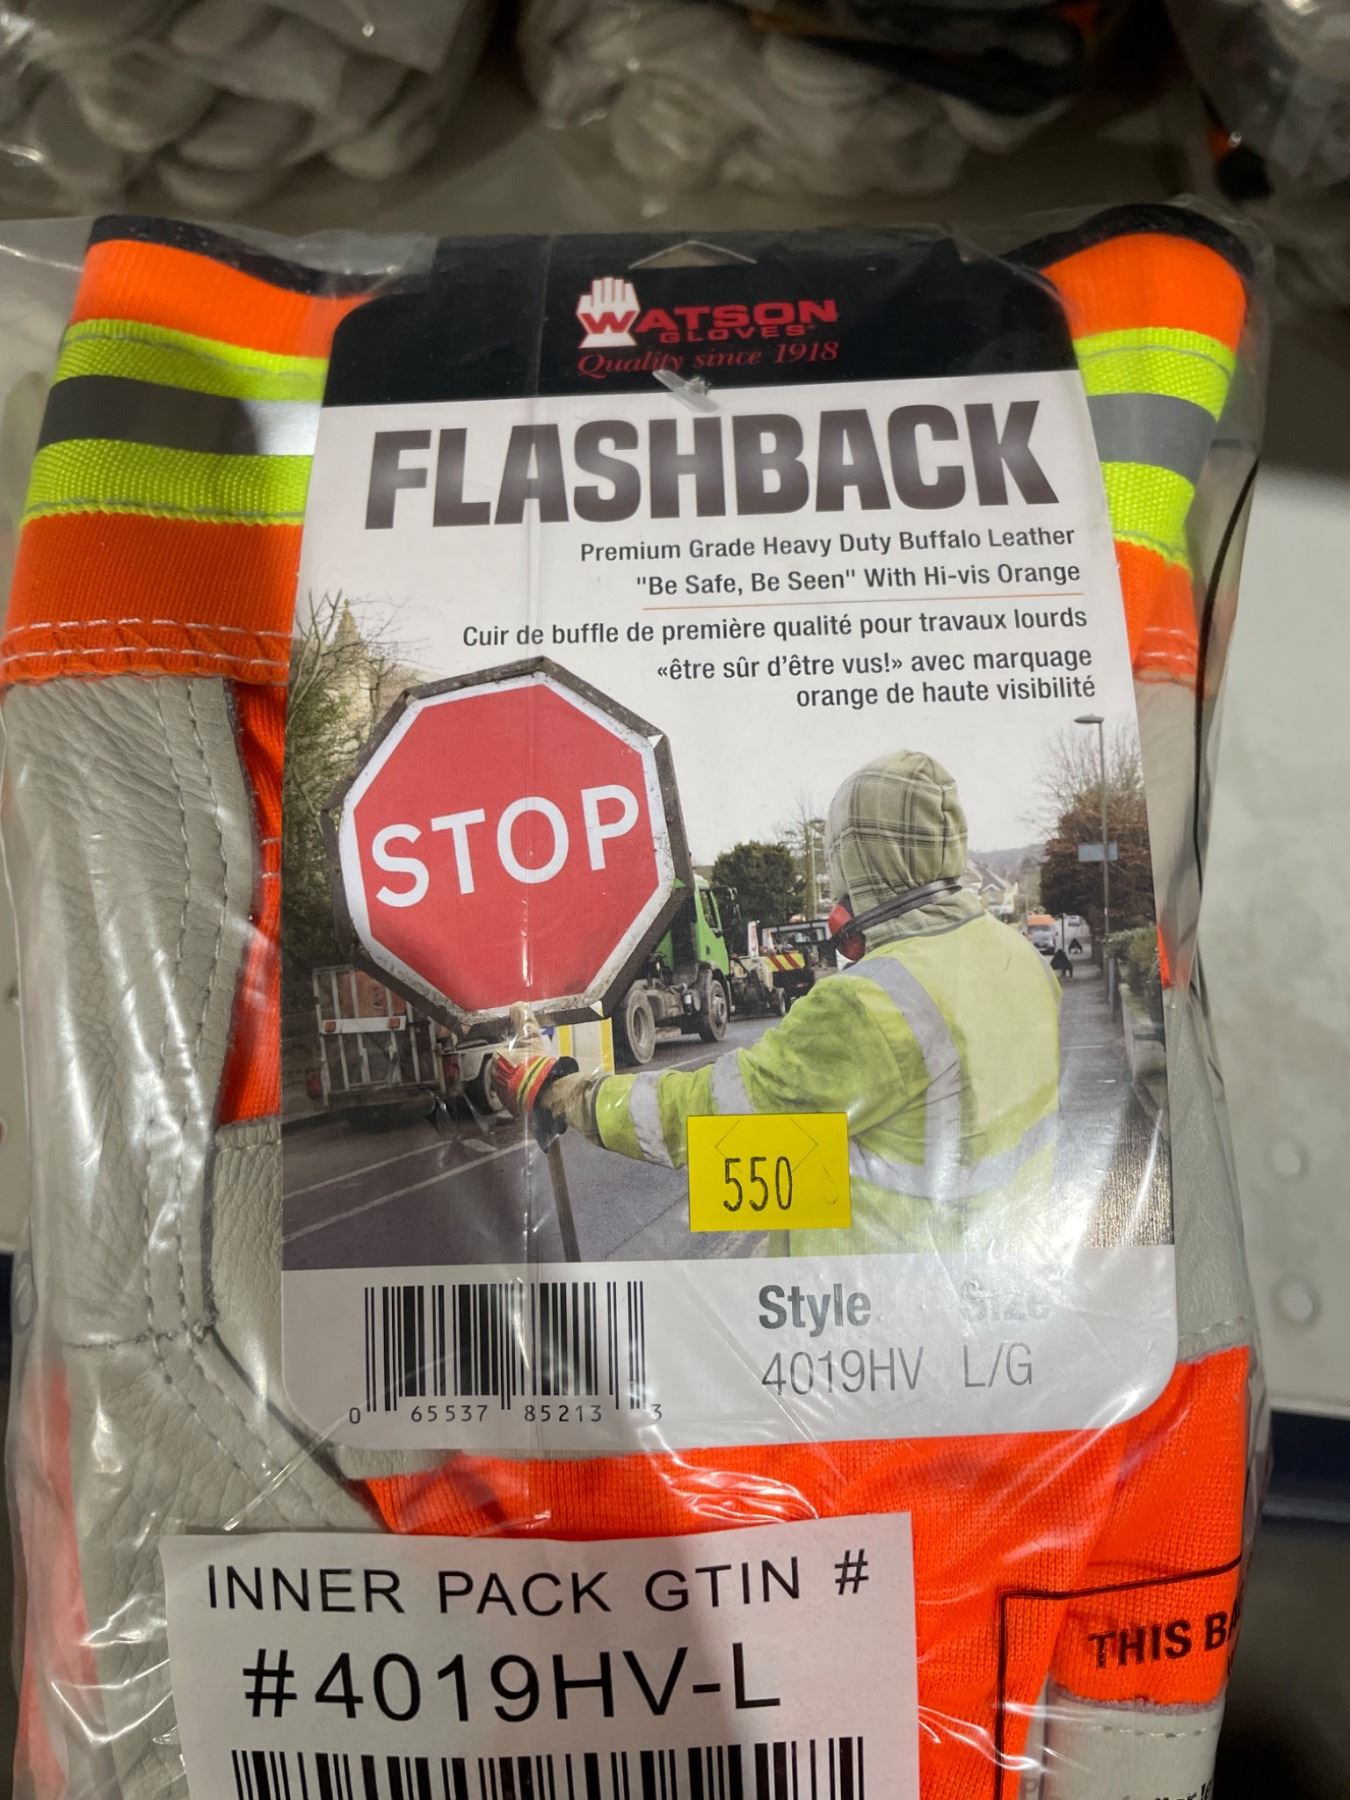 WATSON
GLOVES
Quality since 1918
FLASHBACK
Premium Grade Heavy Duty Buffalo Leather
"Be Safe, Be Seen" With Hi-vis Orange
Cuir de buffle de première qualité pour travaux lourds
«être sûr d'être vus!» avec marquage
orange de haute visibilité
STOP
550
Style Size
4019HV L/G
0 65537 85213 3
INNER PACK GTIN #
#4019HV-L
THIS